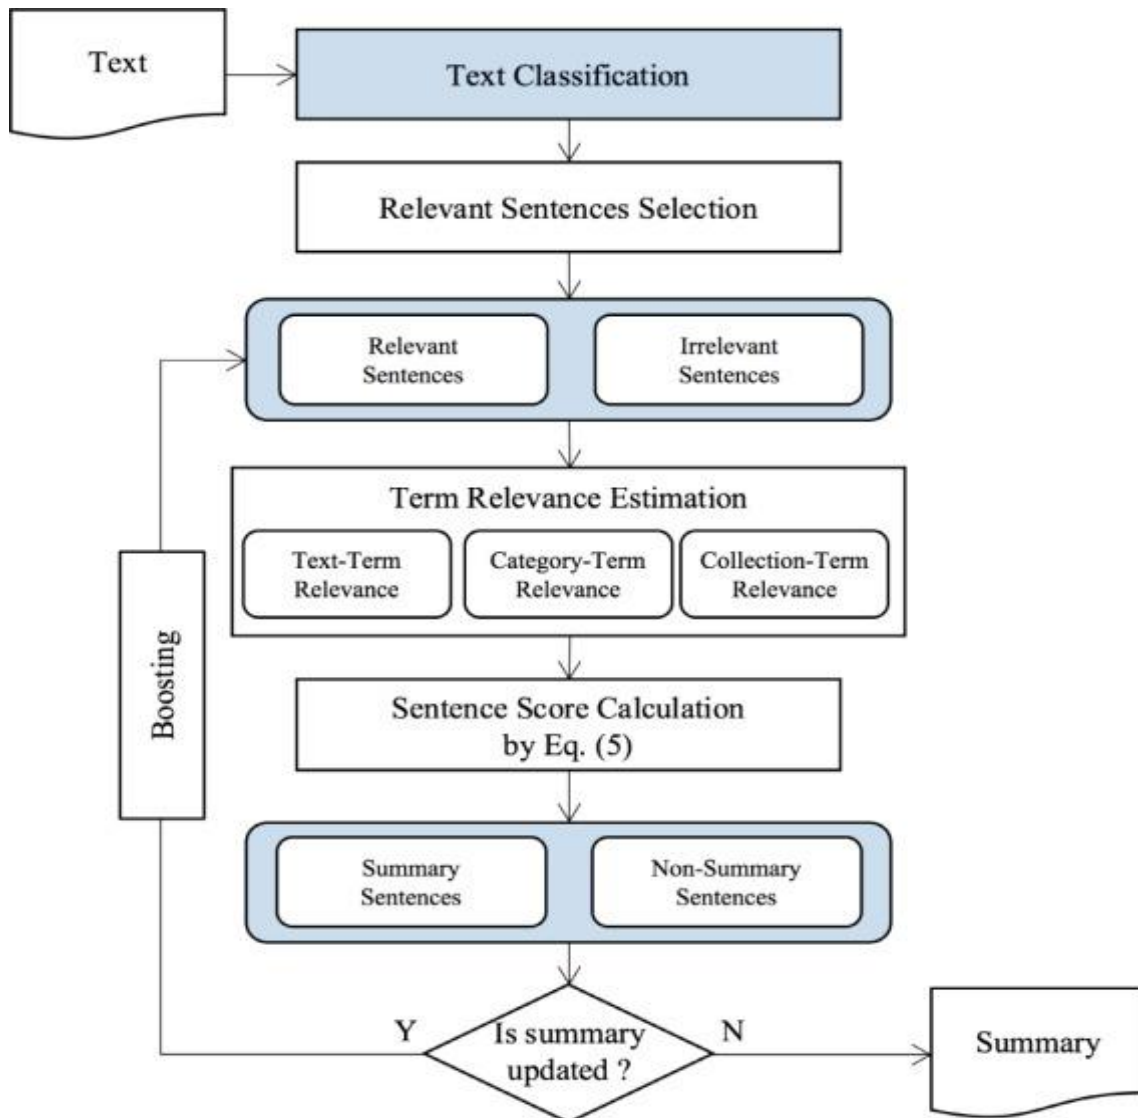 Text
Text Classification
Relevant Sentences Selection
Relevant
Sentences
Irrelevant
Sentences
Term Relevance Estimation
Text-Term
Relevance
Category-Term
Relevance
Collection-Term
Relevance
Boosting
Sentence Score Calculation
by Eq. (5)
Summary
Sentences
Non-Summary
Sentences
Y
Is summary
updated ?
N
Summary